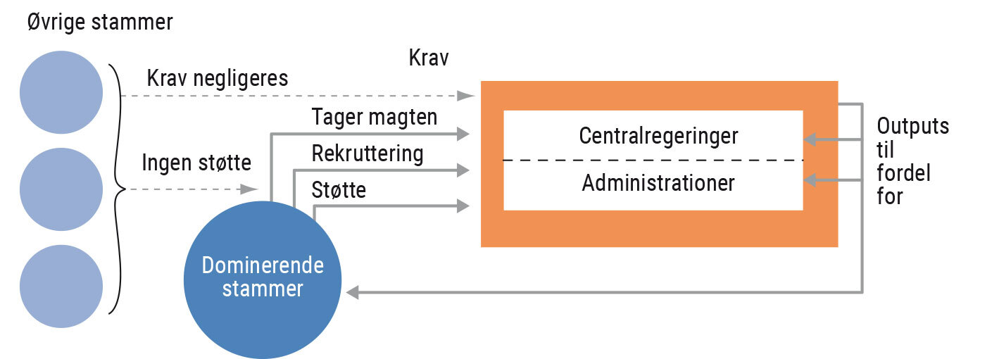 Øvrige stammer
Krav
Krav negligeres
Tager magten
Rekruttering
Støtte
Ingen støtte
Dominerende
stammer
Centralregeringer
Administrationer
Outputs
til
fordel
for